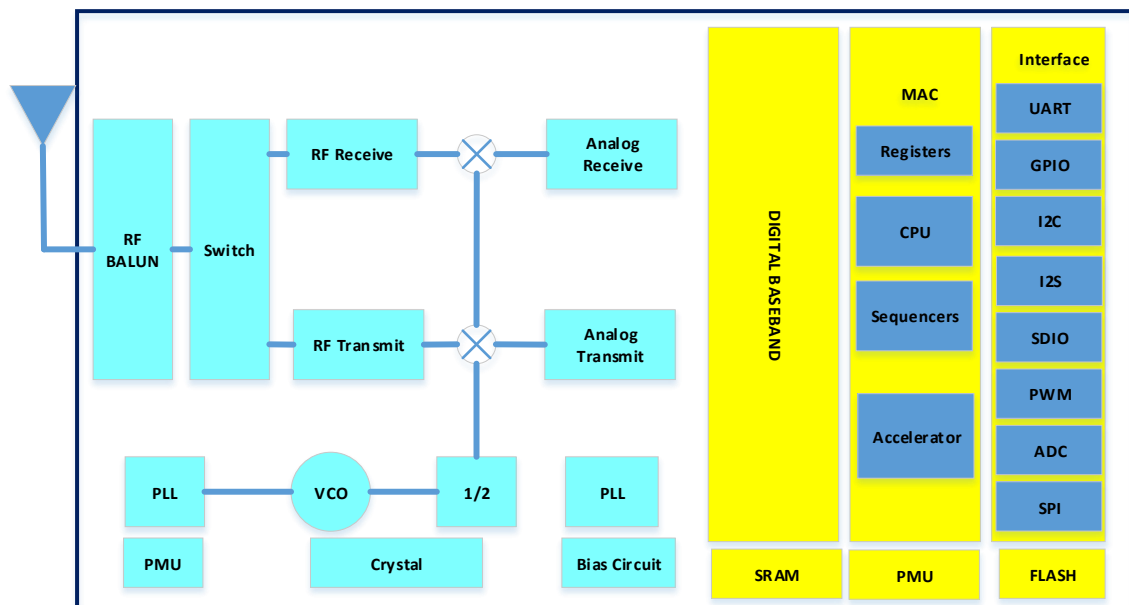 RF
BALUN
Switch
RF Receive
Analog
Receive
RF Transmit
Analog
Transmit
PLL
VCO
1/2
PLL
PMU
Crystal
Bias Circuit
DIGITAL BASEBAND
MAC
Registers
CPU
Sequencers
Accelerator
Interface
UART
GPIO
I2C
I2S
SDIO
PWM
ADC
SPI
SRAM
PMU
FLASH